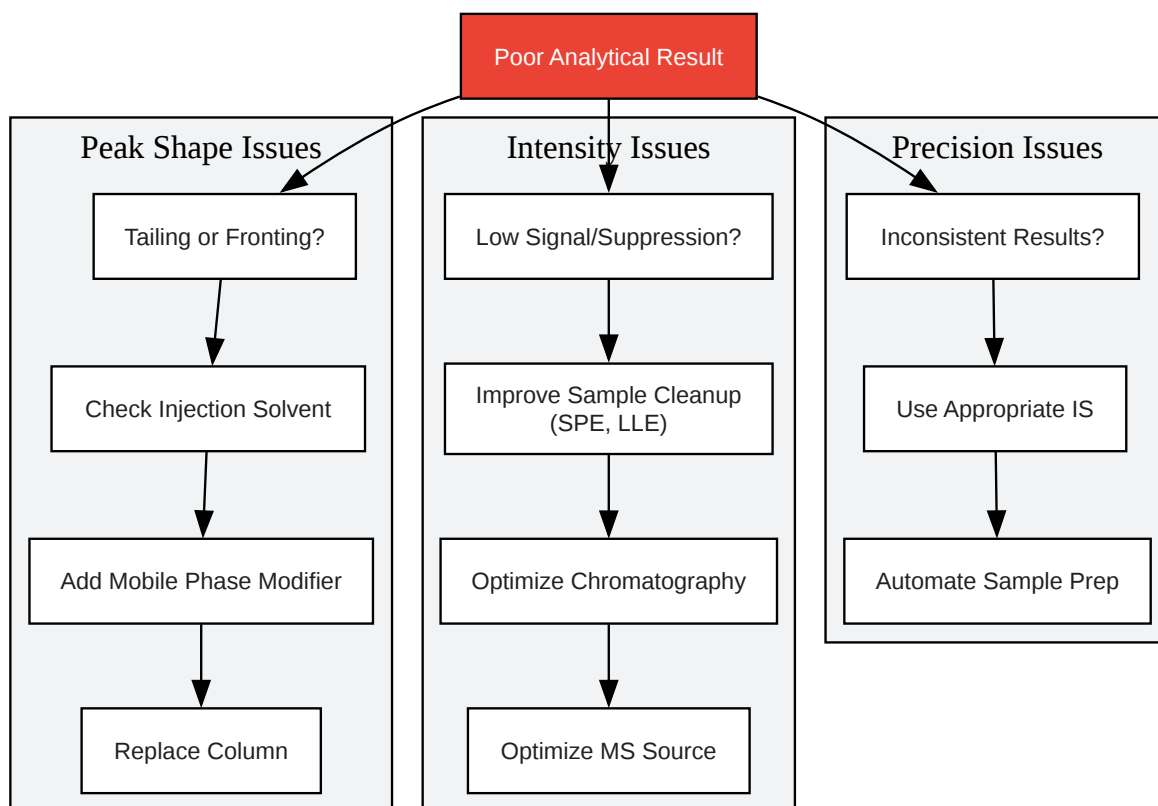 Poor Analytical Result
Peak Shape Issues
Tailing or Fronting?
Check Injection Solvent
Add Mobile Phase Modifier
Replace Column
Intensity Issues
Low Signal/Suppression?
Improve Sample Cleanup
(SPE, LLE)
Optimize Chromatography
Optimize MS Source
Precision Issues
Inconsistent Results?
Use Appropriate IS
Automate Sample Prep